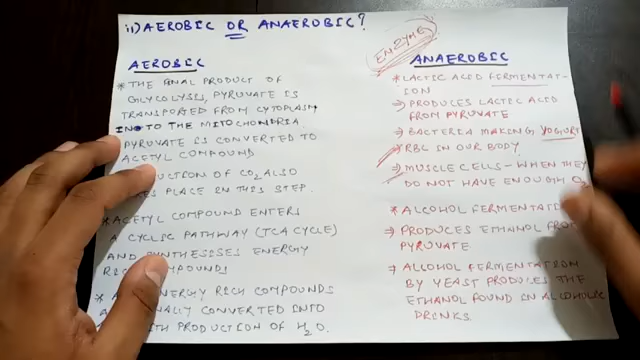 ii) AEROBIC OR ANAEROBIC?
ENZYME
AEROBIC
* THE FINAL PRODUCT OF
GLYCOLYSIS, PYRUVATE IS
TRANSPORTED FROM CYTOPLASM
INTO THE MITOCHONDRIA
PYRUVATE IS CONVERTED TO
ACETYL COMPOUND
OF CO2 ALSO
PLACE IN THIS STEP.
* ACETYL COMPOUND ENTERS
A CYCLIC PATHWAY (TCA CYCLE)
AND SYNTHESISES ENERGY
RICH COMPOUNDS
* ENERGY RICH COMPOUNDS
CONVERTED INTO
PRODUCTION OF H2O.
ANAEROBIC
* LACTIC ACID FERMENTAT-
ION
→ PRODUCES LACTIC ACID
FROM PYRUVATE
→ BACTERIA MAKING YOGURT
→ RBC IN OUR BODY
→ MUSCLE CELLS - WHEN THEY
DO NOT HAVE ENOUGH O2
* ALCOHOL
→ PRODUCES ETHANOL FROM
PYRUVATE
→ ALCOHOL FERMENTATION
BY YEAST PRODUCES THE
ETHANOL FOUND IN ALCOHOLIC
DRINKS